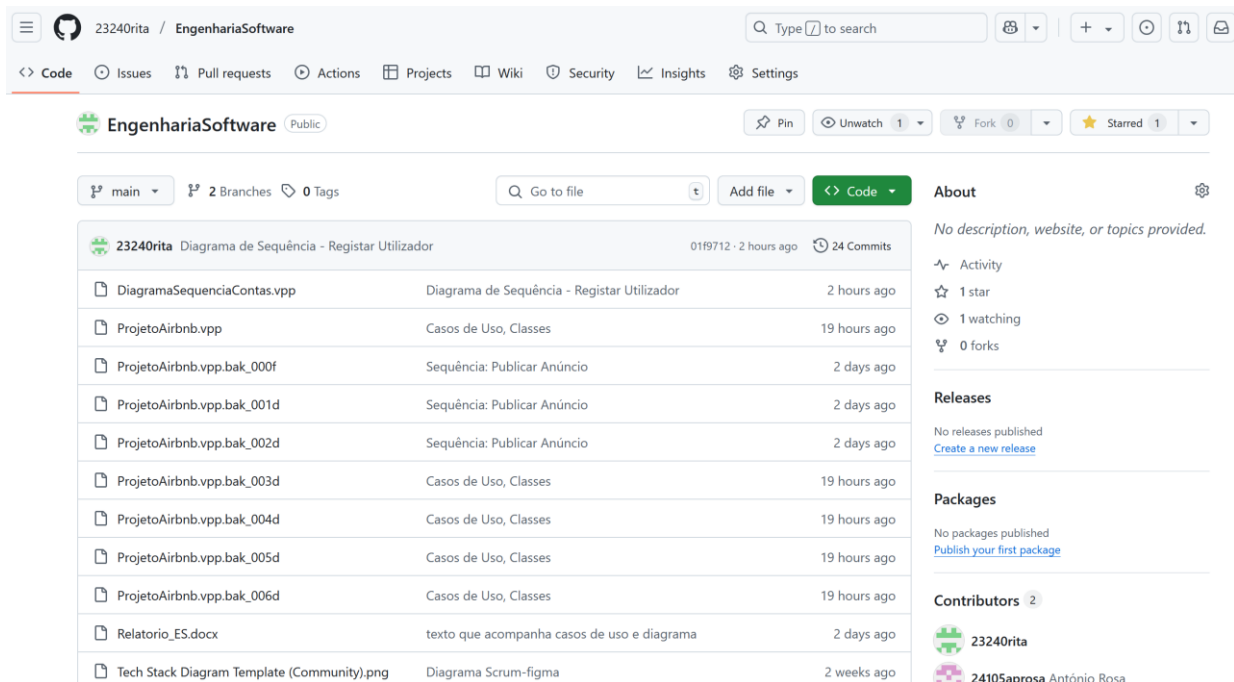 23240rita / EngenhariaSoftware Type / to search
Code Issues Pull requests Actions Projects Wiki Security Insights Settings
EngenhariaSoftware Public Pin Unwatch 1 Fork 0 Starred 1
main 2 Branches 0 Tags Go to file t Add file Code
23240rita Diagrama de Sequência - Registar Utilizador 01f9712 · 2 hours ago 24 Commits
DiagramaSequenciaContas.vpp Diagrama de Sequência - Registar Utilizador 2 hours ago
ProjetoAirbnb.vpp Casos de Uso, Classes 19 hours ago
ProjetoAirbnb.vpp.bak_000f Sequência: Publicar Anúncio 2 days ago
ProjetoAirbnb.vpp.bak_001d Sequência: Publicar Anúncio 2 days ago
ProjetoAirbnb.vpp.bak_002d Sequência: Publicar Anúncio 2 days ago
ProjetoAirbnb.vpp.bak_003d Casos de Uso, Classes 19 hours ago
ProjetoAirbnb.vpp.bak_004d Casos de Uso, Classes 19 hours ago
ProjetoAirbnb.vpp.bak_005d Casos de Uso, Classes 19 hours ago
ProjetoAirbnb.vpp.bak_006d Casos de Uso, Classes 19 hours ago
Relatorio_ES.docx texto que acompanha casos de uso e diagrama 2 days ago
Tech Stack Diagram Template (Community).png Diagrama Scrum-figma 2 weeks ago
About
No description, website, or topics provided.
Activity
1 star
1 watching
0 forks
Releases
No releases published
Create a new release
Packages
No packages published
Publish your first package
Contributors 2
23240rita
24105aprosa António Rosa